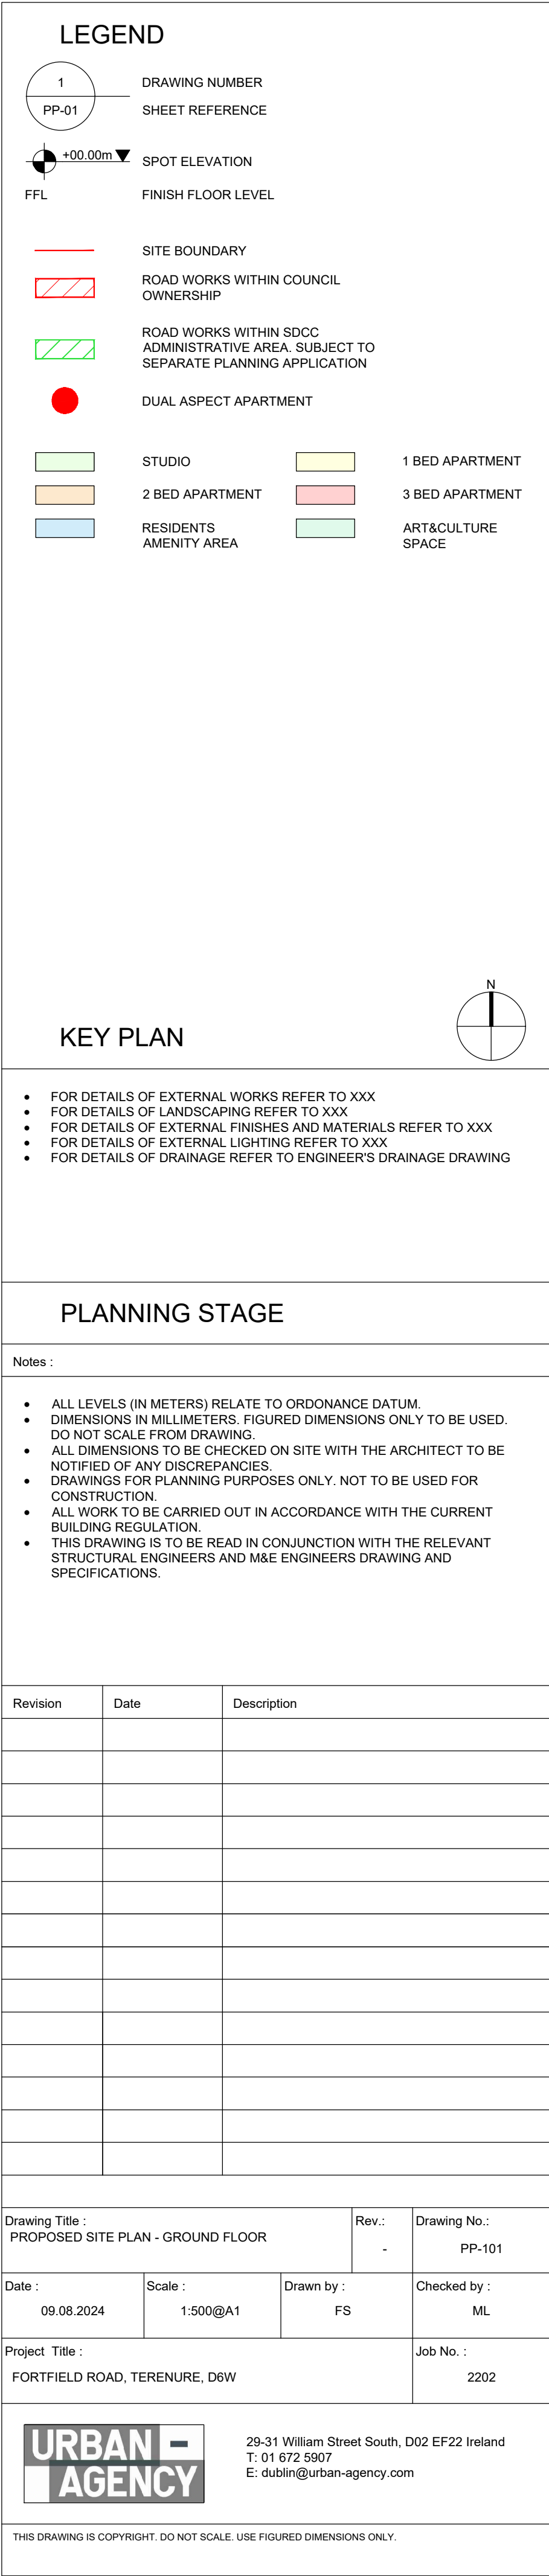 LEGEND
1
DRAWING NUMBER
PP-01
SHEET REFERENCE
+00.00m
SPOT ELEVATION
FFL
FINISH FLOOR LEVEL
SITE BOUNDARY
ROAD WORKS WITHIN COUNCIL
OWNERSHIP
ROAD WORKS WITHIN SDCC
ADMINISTRATIVE AREA. SUBJECT TO
SEPARATE PLANNING APPLICATION
DUAL ASPECT APARTMENT
STUDIO
1 BED APARTMENT
2 BED APARTMENT
3 BED APARTMENT
RESIDENTS
AMENITY AREA
ART&CULTURE
SPACE
N
KEY PLAN
• FOR DETAILS OF EXTERNAL WORKS REFER TO XXX
• FOR DETAILS OF LANDSCAPING REFER TO XXX
• FOR DETAILS OF EXTERNAL FINISHES AND MATERIALS REFER TO XXX
• FOR DETAILS OF EXTERNAL LIGHTING REFER TO XXX
• FOR DETAILS OF DRAINAGE REFER TO ENGINEER'S DRAINAGE DRAWING
PLANNING STAGE
Notes :
• ALL LEVELS (IN METERS) RELATE TO ORDONANCE DATUM.
• DIMENSIONS IN MILLIMETERS. FIGURED DIMENSIONS ONLY TO BE USED.
DO NOT SCALE FROM DRAWING.
• ALL DIMENSIONS TO BE CHECKED ON SITE WITH THE ARCHITECT TO BE
NOTIFIED OF ANY DISCREPANCIES.
• DRAWINGS FOR PLANNING PURPOSES ONLY. NOT TO BE USED FOR
CONSTRUCTION.
• ALL WORK TO BE CARRIED OUT IN ACCORDANCE WITH THE CURRENT
BUILDING REGULATION.
• THIS DRAWING IS TO BE READ IN CONJUNCTION WITH THE RELEVANT
STRUCTURAL ENGINEERS AND M&E ENGINEERS DRAWING AND
SPECIFICATIONS.
Revision Date Description
Drawing Title :
PROPOSED SITE PLAN - GROUND FLOOR
Rev.:
-
Drawing No.:
PP-101
Date :
09.08.2024
Scale :
1:500@A1
Drawn by :
FS
Checked by :
ML
Project Title :
FORTFIELD ROAD, TERENURE, D6W
Job No. :
2202
URBAN-
AGENCY
29-31 William Street South, D02 EF22 Ireland
T: 01 672 5907
E: dublin@urban-agency.com
THIS DRAWING IS COPYRIGHT. DO NOT SCALE. USE FIGURED DIMENSIONS ONLY.